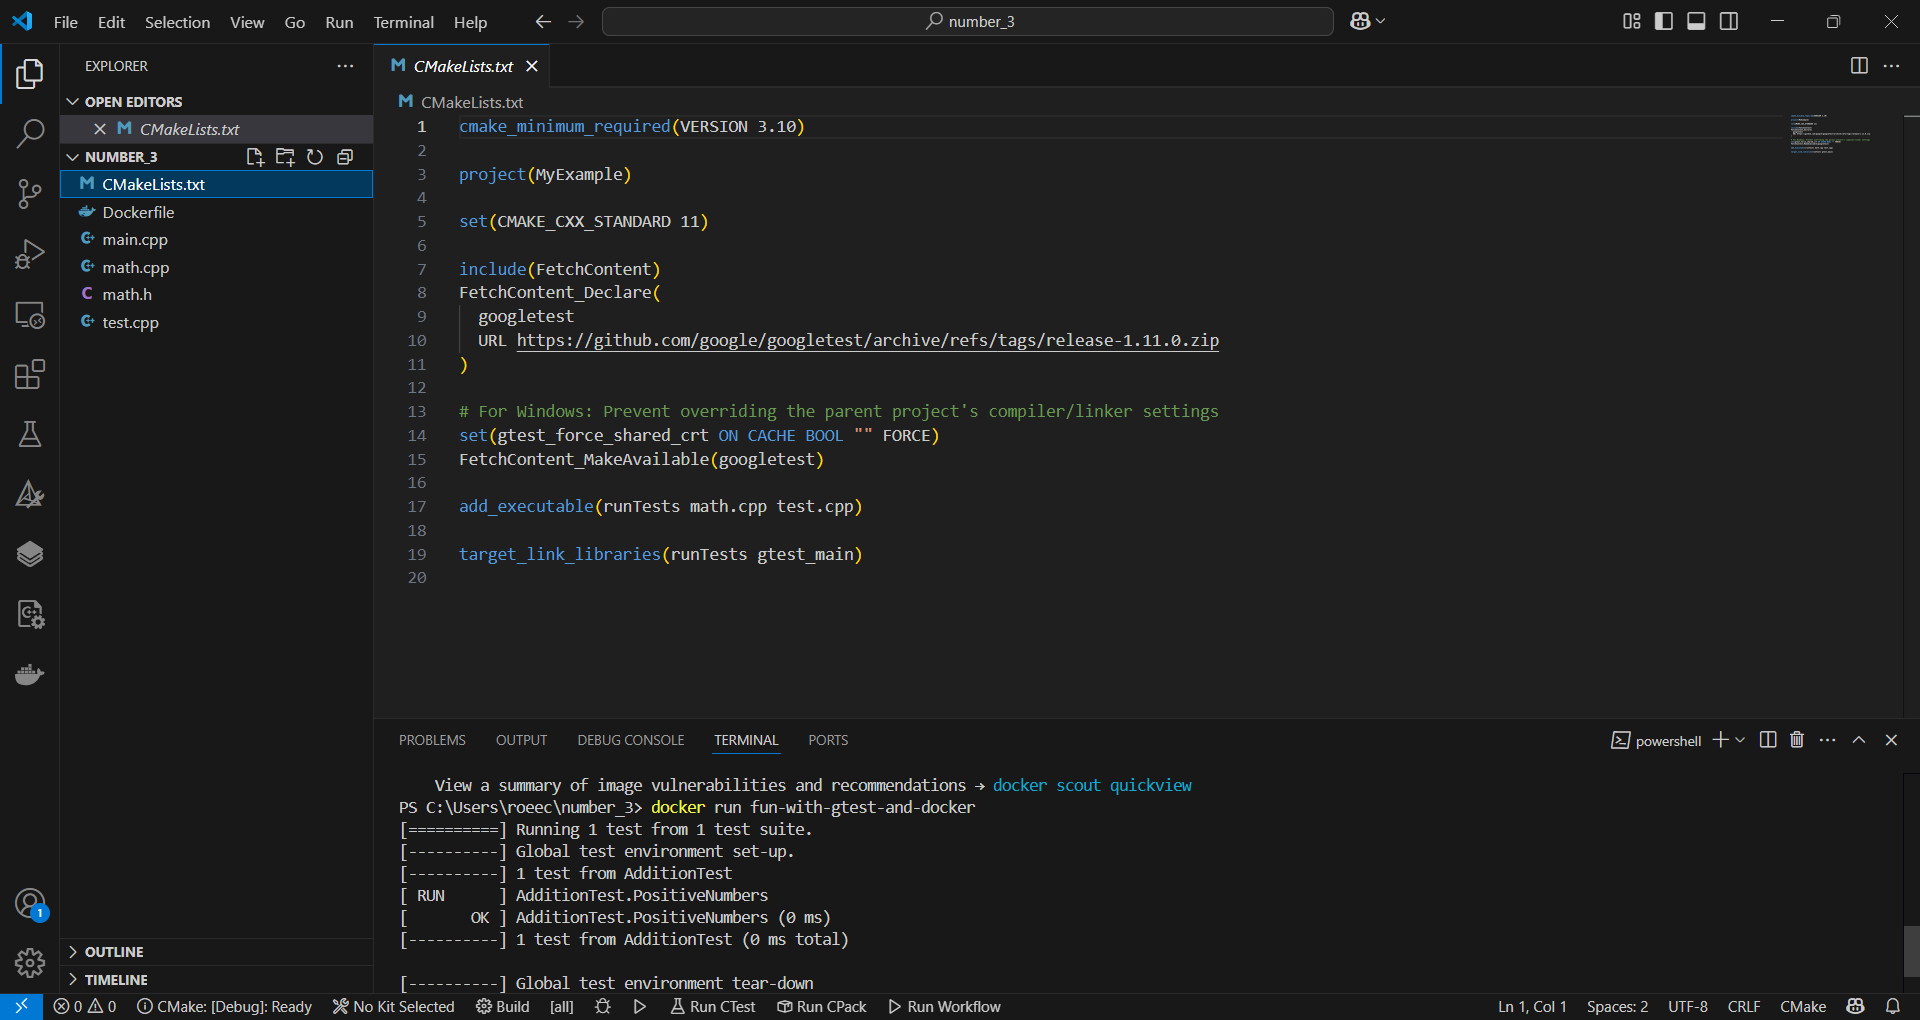 File Edit Selection View Go Run Terminal Help
number_3
EXPLORER
OPEN EDITORS
CMakeLists.txt
NUMBER_3
CMakeLists.txt
Dockerfile
main.cpp
math.cpp
math.h
test.cpp
OUTLINE
TIMELINE
1
CMakeLists.txt
CMakeLists.txt
1 cmake_minimum_required(VERSION 3.10)
2
3 project(MyExample)
4
5 set(CMAKE_CXX_STANDARD 11)
6
7 include(FetchContent)
8 FetchContent_Declare(
9 googletest
10 URL https://github.com/google/googletest/archive/refs/tags/release-1.11.0.zip
11 )
12
13 # For Windows: Prevent overriding the parent project's compiler/linker settings
14 set(gtest_force_shared_crt ON CACHE BOOL "" FORCE)
15 FetchContent_MakeAvailable(googletest)
16
17 add_executable(runTests math.cpp test.cpp)
18
19 target_link_libraries(runTests gtest_main)
20
PROBLEMS OUTPUT DEBUG CONSOLE TERMINAL PORTS
powershell
View a summary of image vulnerabilities and recommendations → docker scout quickview
PS C:\Users\roeec\number_3> docker run fun-with-gtest-and-docker
[==========] Running 1 test from 1 test suite.
[----------] Global test environment set-up.
[----------] 1 test from AdditionTest
[ RUN      ] AdditionTest.PositiveNumbers
[       OK ] AdditionTest.PositiveNumbers (0 ms)
[----------] 1 test from AdditionTest (0 ms total)
[----------] Global test environment tear-down
0 0 CMake: [Debug]: Ready No Kit Selected Build [all] Run CTest Run CPack Run Workflow Ln 1, Col 1 Spaces: 2 UTF-8 CRLF CMake